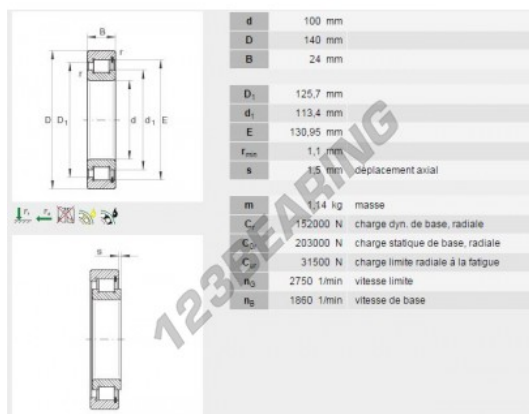 B
r
r
D D1 d d1 E
s
Fr Fa
d 100 mm
D 140 mm
B 24 mm
D1 125,7 mm
d1 113,4 mm
E 130,95 mm
rmin 1,1 mm
s 1,5 mm déplacement axial
m 1,14 kg masse
Cr 152000 N charge dyn. de base, radiale
C0r 203000 N charge statique de base, radiale
Cur 31500 N charge limite radiale à la fatigue
nG 2750 1/min vitesse limite
nB 1860 1/min vitesse de base
123BEARING